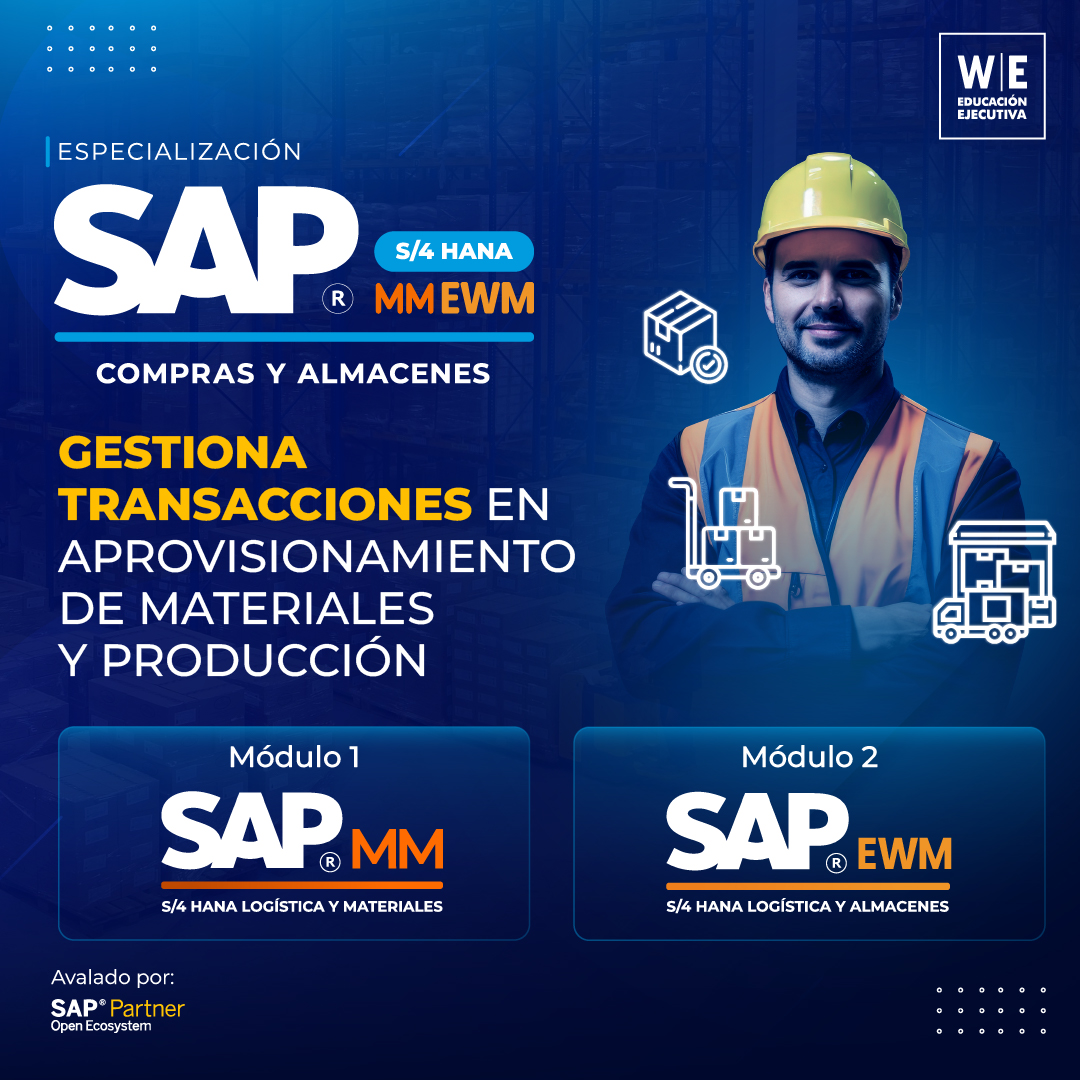 W|E
EDUCACIÓN
EJECUTIVA
ESPECIALIZACIÓN
SAP®
S/4 HANA
MM EWM
COMPRAS Y ALMACENES
GESTIONA
TRANSACCIONES EN
APROVISIONAMIENTO
DE MATERIALES
Y PRODUCCIÓN
Módulo 1
SAP® MM
S/4 HANA LOGÍSTICA Y MATERIALES
Módulo 2
SAP® EWM
S/4 HANA LOGÍSTICA Y ALMACENES
Avalado por:
SAP® Partner
Open Ecosystem